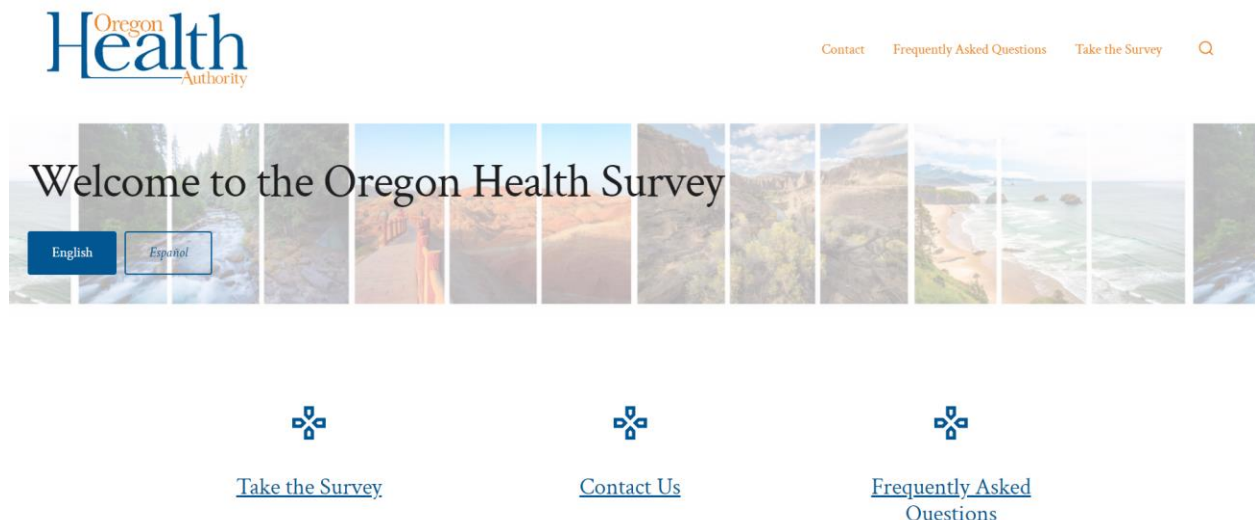 Oregon
Health
Authority
Contact Frequently Asked Questions Take the Survey
Welcome to the Oregon Health Survey
English Español
Take the Survey Contact Us Frequently Asked
Questions